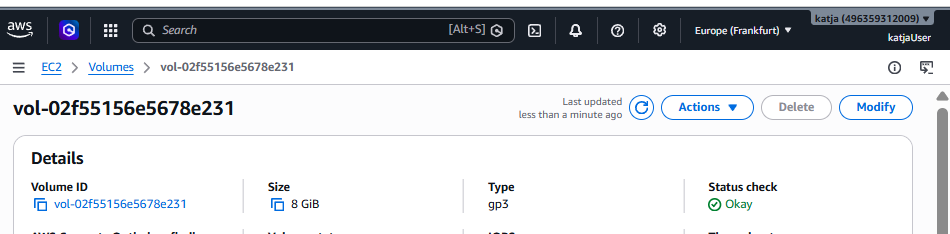 aws Search [Alt+S] Europe (Frankfurt) katja (496359312009)
katjaUser
EC2 Volumes vol-02f55156e5678e231
vol-02f55156e5678e231
Last updated
less than a minute ago
Actions Delete Modify
Details
Volume ID Size Type Status check
vol-02f55156e5678e231 8 GiB gp3 Okay